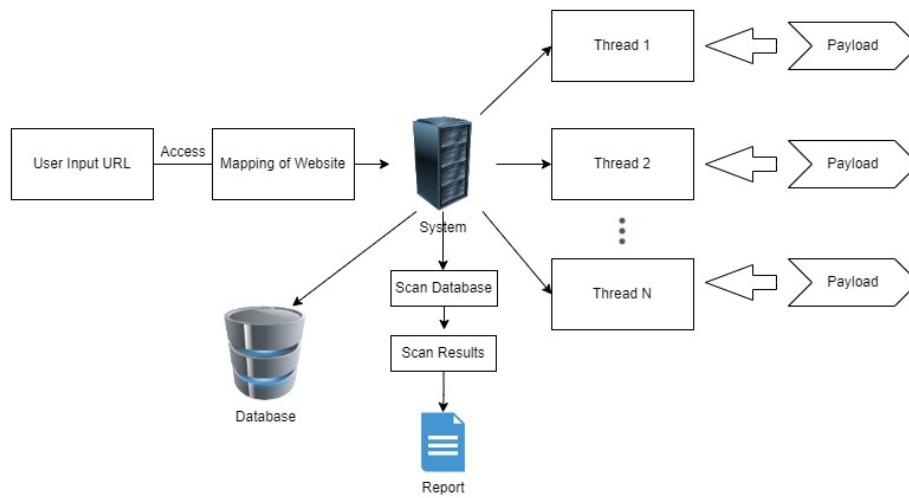 Thread 1
Payload
User Input URL
Access
Mapping of Website
Thread 2
Payload
System
Scan Database
Thread N
Payload
Scan Results
Database
Report